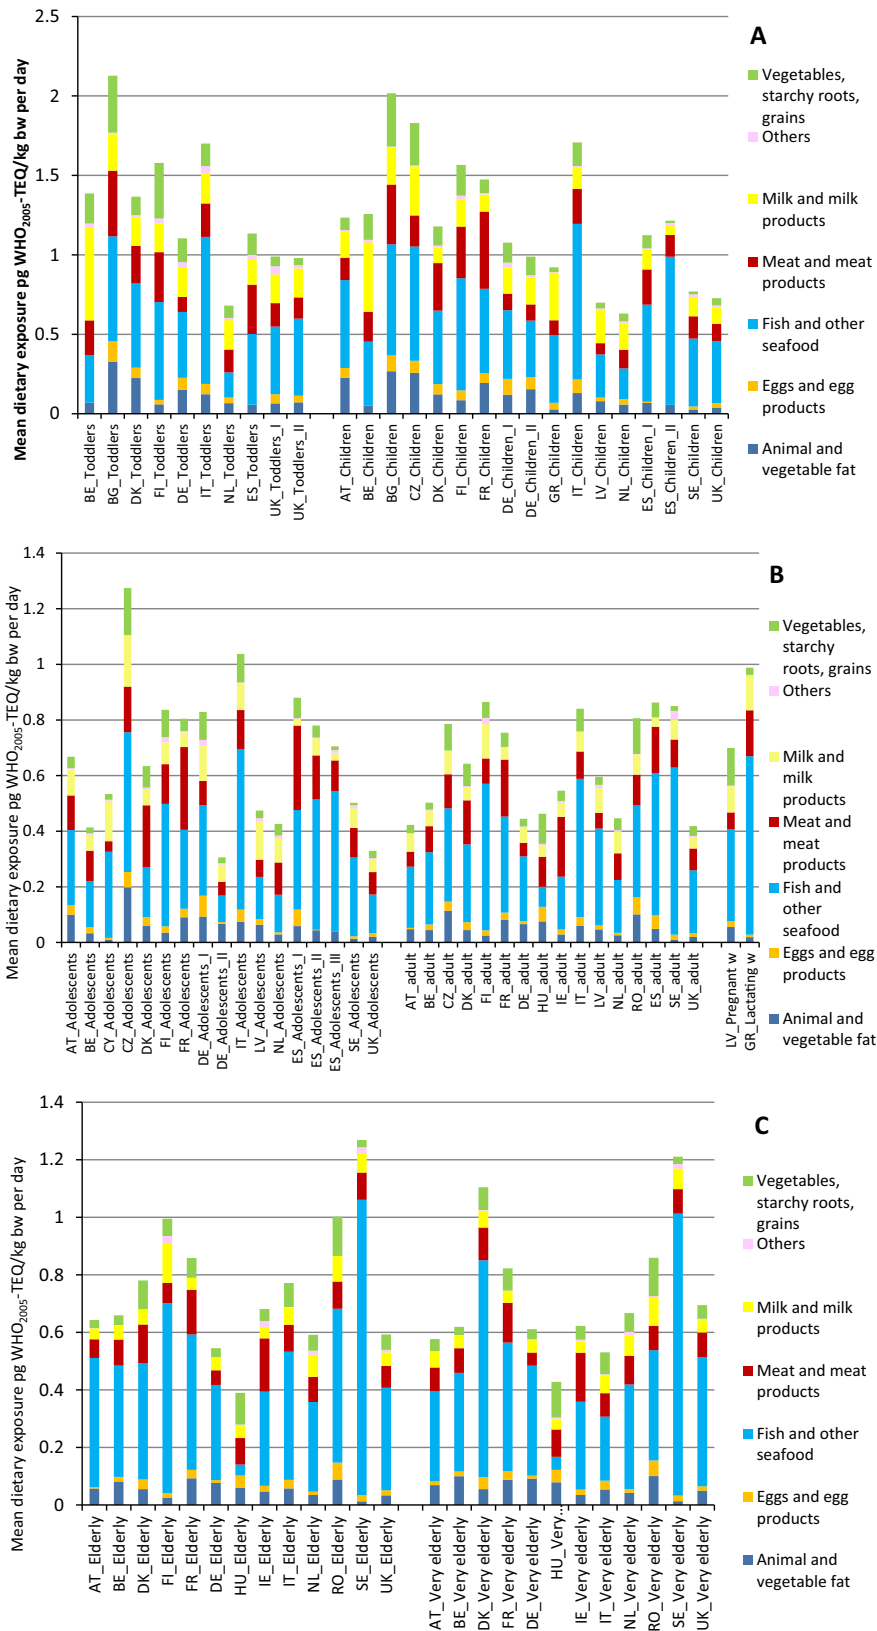 2.5
2
1.5
1
0.5
0
Mean dietary exposure pg WHO2005-TEQ/kg bw per day
A
Vegetables,
starchy roots,
grains
Others
Milk and milk
products
Meat and meat
products
Fish and other
seafood
Eggs and egg
products
Animal and
vegetable fat
BE_Toddlers
BG_Toddlers
DK_Toddlers
FI_Toddlers
DE_Toddlers
IT_Toddlers
NL_Toddlers
ES_Toddlers
UK_Toddlers_I
UK_Toddlers_II
AT_Children
BE_Children
BG_Children
CZ_Children
DK_Children
FI_Children
FR_Children
DE_Children_I
DE_Children_II
GR_Children
IT_Children
LV_Children
NL_Children
ES_Children_I
ES_Children_II
SE_Children
UK_Children
1.4
1.2
1
0.8
0.6
0.4
0.2
0
Mean dietary exposure pg WHO2005-TEQ/kg bw per day
B
Vegetables,
starchy
roots, grains
Others
Milk and
milk
products
Meat and
meat
products
Fish and
other
seafood
Eggs and egg
products
Animal and
vegetable fat
AT_Adolescents
BE_Adolescents
CY_Adolescents
CZ_Adolescents
DK_Adolescents
FI_Adolescents
FR_Adolescents
DE_Adolescents_I
DE_Adolescents_II
IT_Adolescents
LV_Adolescents
NL_Adolescents
ES_Adolescents_I
ES_Adolescents_II
ES_Adolescents_III
SE_Adolescents
UK_Adolescents
AT_adult
BE_adult
CZ_adult
DK_adult
FI_adult
FR_adult
DE_adult
HU_adult
IE_adult
IT_adult
LV_adult
NL_adult
RO_adult
ES_adult
SE_adult
UK_adult
LV_Pregnant w
GR_Lactating w
1.4
1.2
1
0.8
0.6
0.4
0.2
0
Mean dietary exposure pg WHO2005-TEQ/kg bw per day
C
Vegetables,
starchy roots,
grains
Others
Milk and milk
products
Meat and meat
products
Fish and other
seafood
Eggs and egg
products
Animal and
vegetable fat
AT_Elderly
BE_Elderly
DK_Elderly
FI_Elderly
FR_Elderly
DE_Elderly
HU_Elderly
IE_Elderly
IT_Elderly
NL_Elderly
RO_Elderly
SE_Elderly
UK_Elderly
AT_Very elderly
BE_Very elderly
DK_Very elderly
FR_Very elderly
DE_Very elderly
HU_Very...
IE_Very elderly
IT_Very elderly
NL_Very elderly
RO_Very elderly
SE_Very elderly
UK_Very elderly